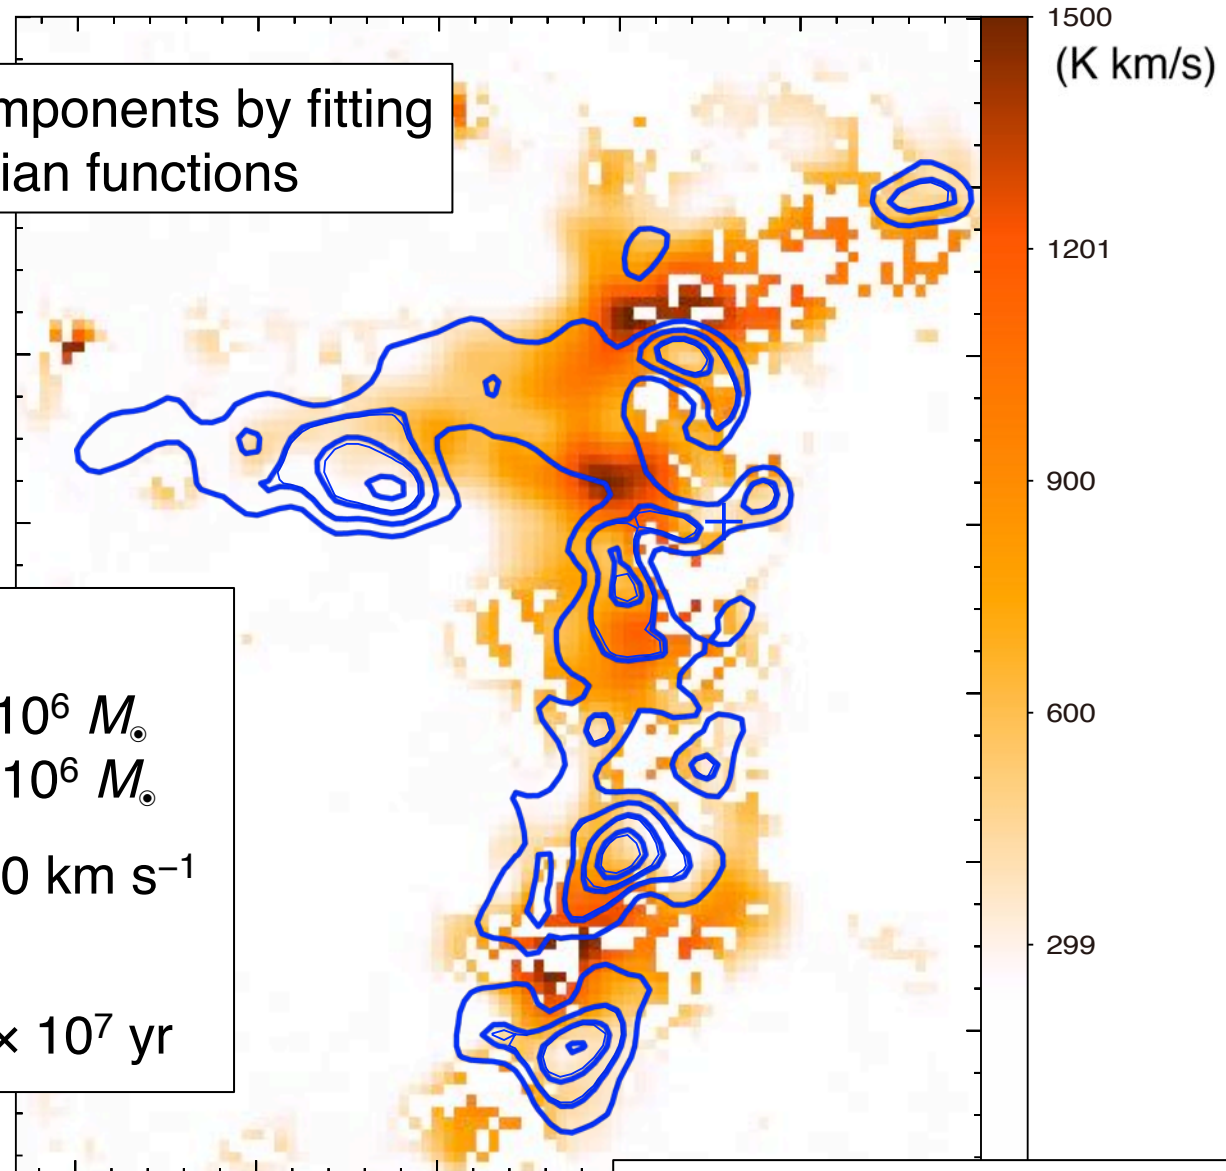 mponents by fitting
ian functions
10⁶ M☉
10⁶ M☉
0 km s⁻¹
× 10⁷ yr
1500
(K km/s)
1201
900
600
299